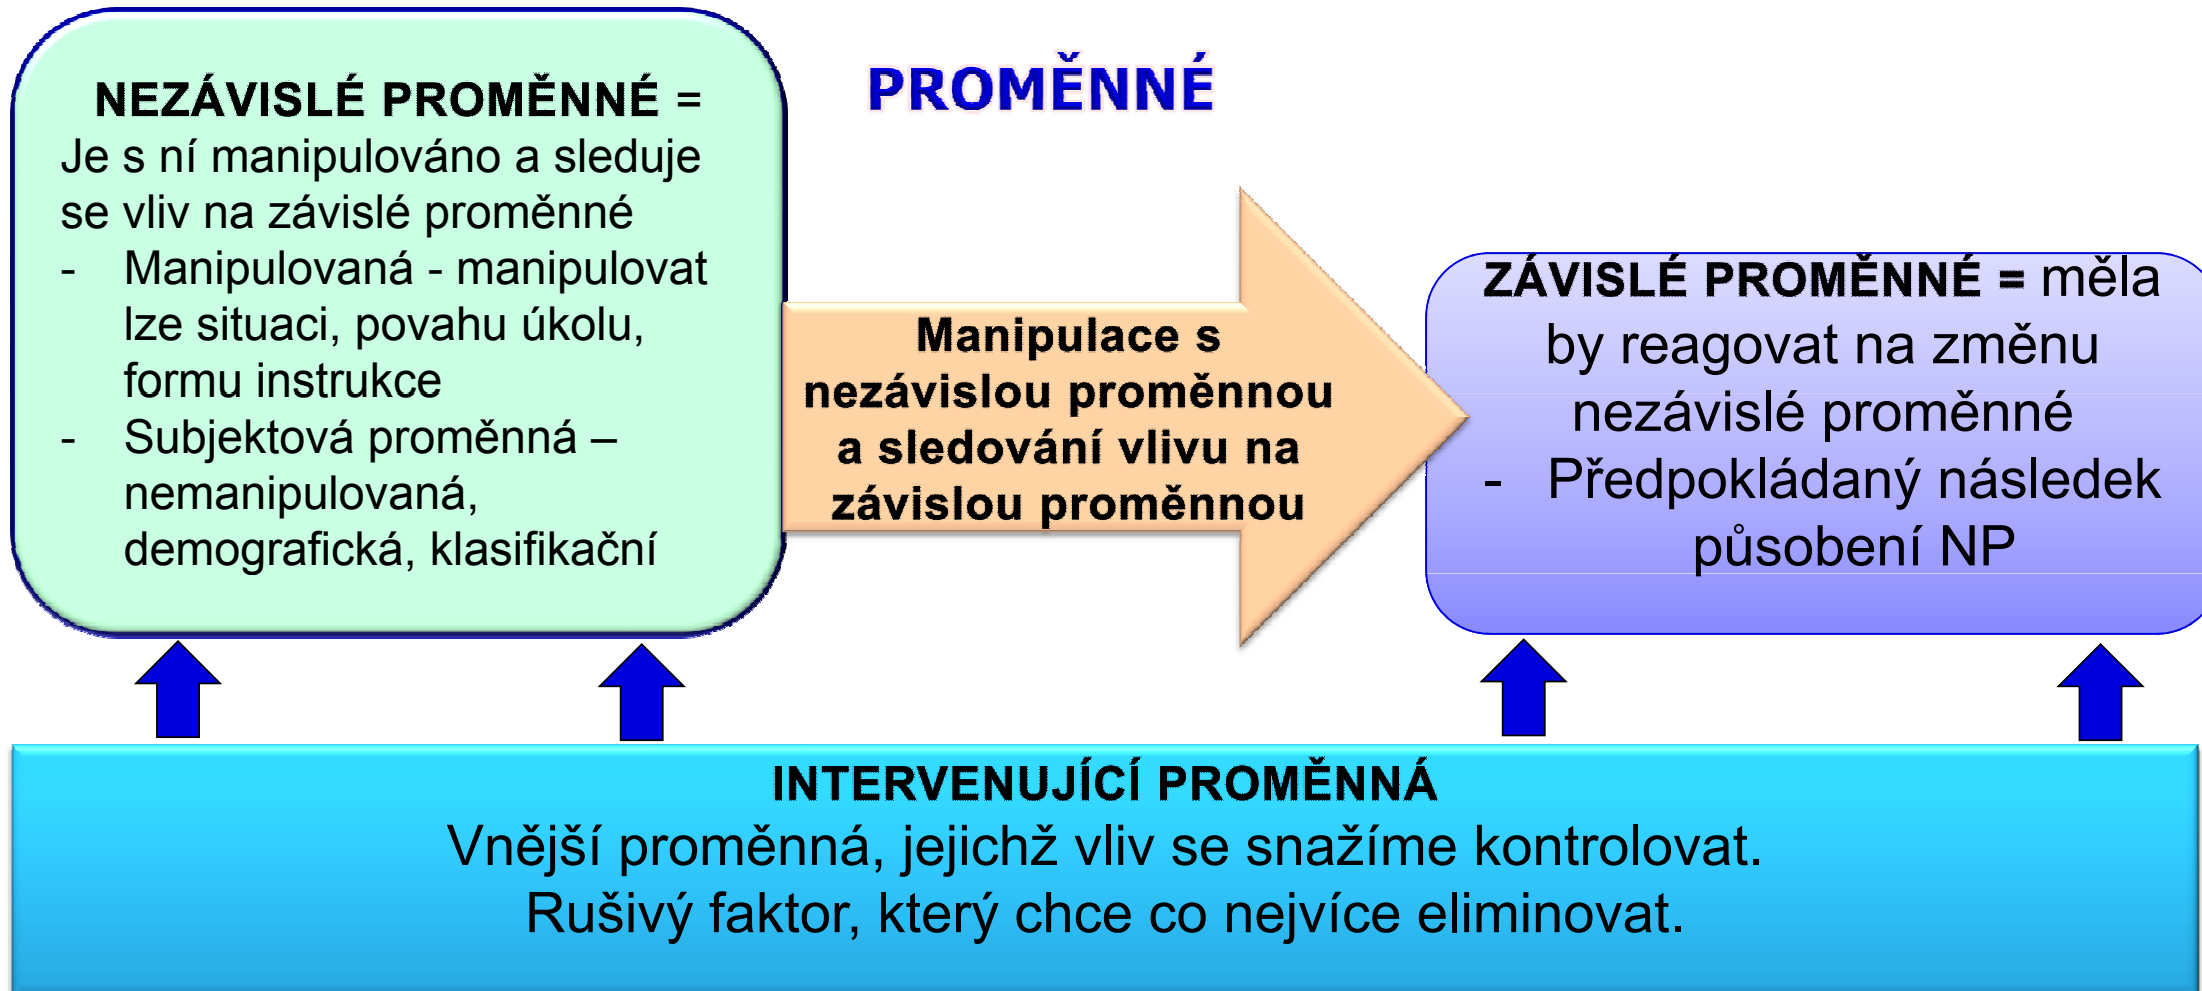 PROMĚNNÉ
NEZÁVISLÉ PROMĚNNÉ =
Je s ní manipulováno a sleduje
se vliv na závislé proměnné
- Manipulovaná - manipulovat
lze situaci, povahu úkolu,
formu instrukce
- Subjektová proměnná –
nemanipulovaná,
demografická, klasifikační
Manipulace s
nezávislou proměnnou
a sledování vlivu na
závislou proměnnou
ZÁVISLÉ PROMĚNNÉ = měla
by reagovat na změnu
nezávislé proměnné
- Předpokládaný následek
působení NP
INTERVENUJÍCÍ PROMĚNNÁ
Vnější proměnná, jejichž vliv se snažíme kontrolovat.
Rušivý faktor, který chce co nejvíce eliminovat.